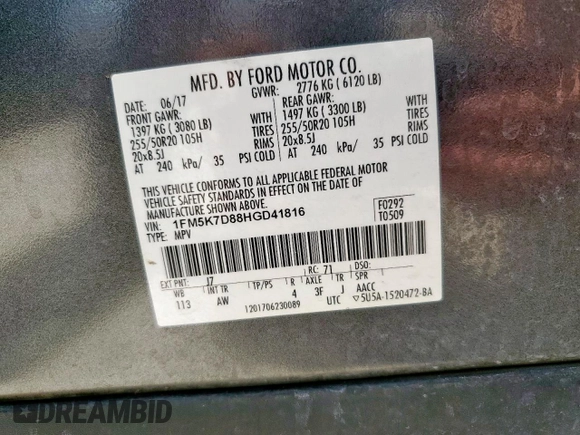 MFD. BY FORD MOTOR CO.
DATE: 06/17 GVWR: 2776 KG ( 6120 LB)
FRONT GAWR: REAR GAWR:
1397 KG ( 3080 LB) WITH 1497 KG ( 3300 LB) WITH
255/50R20 105H TIRES 255/50R20 105H TIRES
20x8.5J RIMS 20x8.5J RIMS
AT 240 kPa/ 35 PSI COLD AT 240 kPa/ 35 PSI COLD
THIS VEHICLE CONFORMS TO ALL APPLICABLE FEDERAL MOTOR
VEHICLE SAFETY STANDARDS IN EFFECT ON THE DATE OF
MANUFACTURE SHOWN ABOVE.
VIN: 1FM5K7D88HGD41816 F0292
TYPE: MPV T0509
EXT PNT: J7 RC: 71 DSO:
WB INT TR TP/PS R AXLE TR SPR
113 AW 4 3F J AACC
1201706230089 UTC ▽5U5A-1520472-BA
DREAMBID